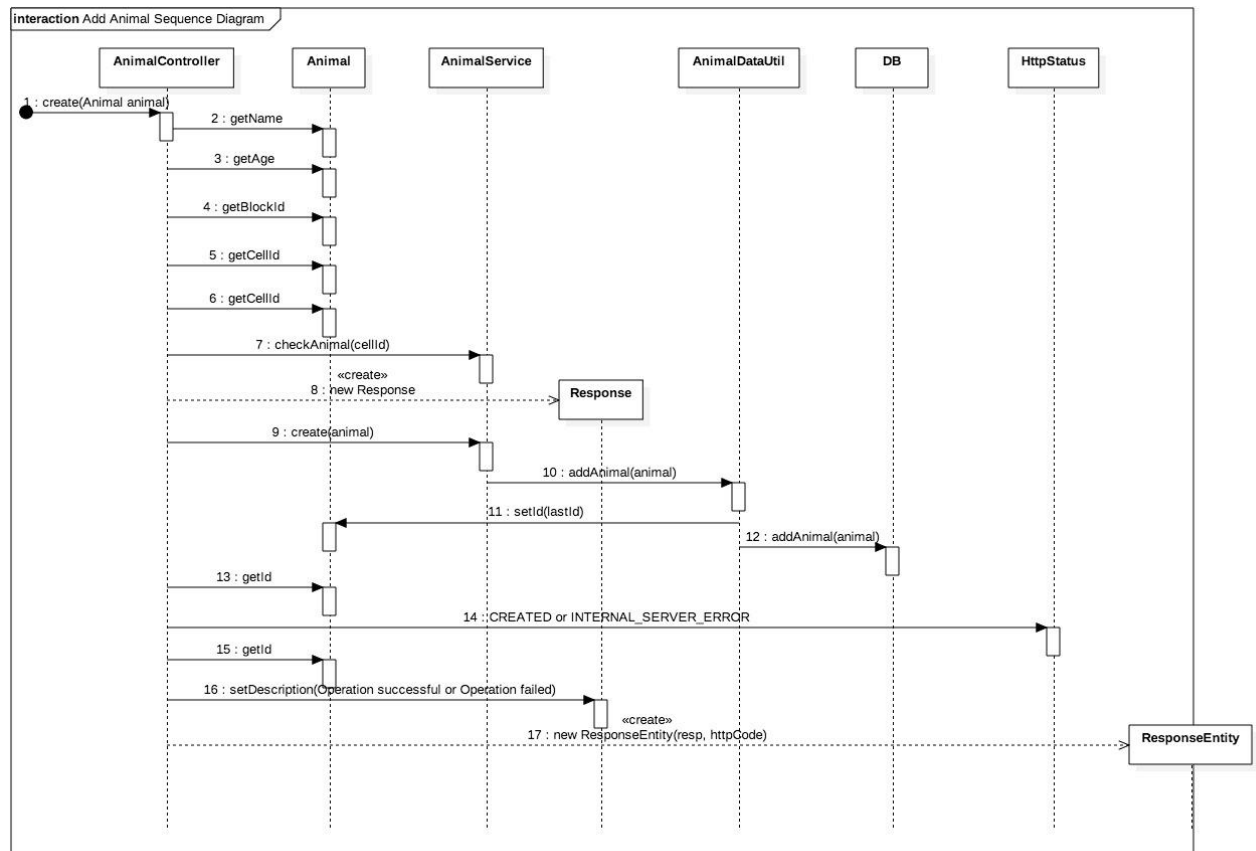 interaction Add Animal Sequence Diagram
AnimalController
Animal
AnimalService
AnimalDataUtil
DB
HttpStatus
1 : create(Animal animal)
2 : getName
3 : getAge
4 : getBlockId
5 : getCellId
6 : getCellId
7 : checkAnimal(cellId)
«create»
8 : new Response
Response
9 : create(animal)
10 : addAnimal(animal)
11 : setId(lastId)
12 : addAnimal(animal)
13 : getId
14 : :CREATED or INTERNAL_SERVER_ERROR
15 : getId
16 : setDescription(Operation successful or Operation failed)
«create»
17 : new ResponseEntity(resp, httpCode)
ResponseEntity